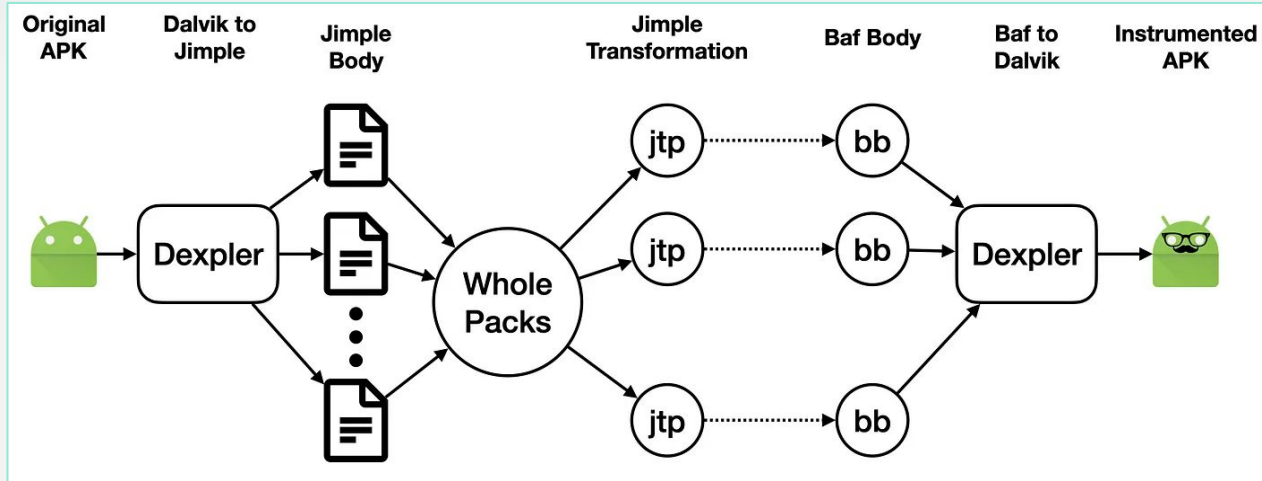 Original
APK
Dalvik to
Jimple
Jimple
Body
Jimple
Transformation
Baf Body
Baf to
Dalvik
Instrumented
APK
jtp
bb
Dexpler
jtp
bb
Dexpler
Whole
Packs
jtp
bb